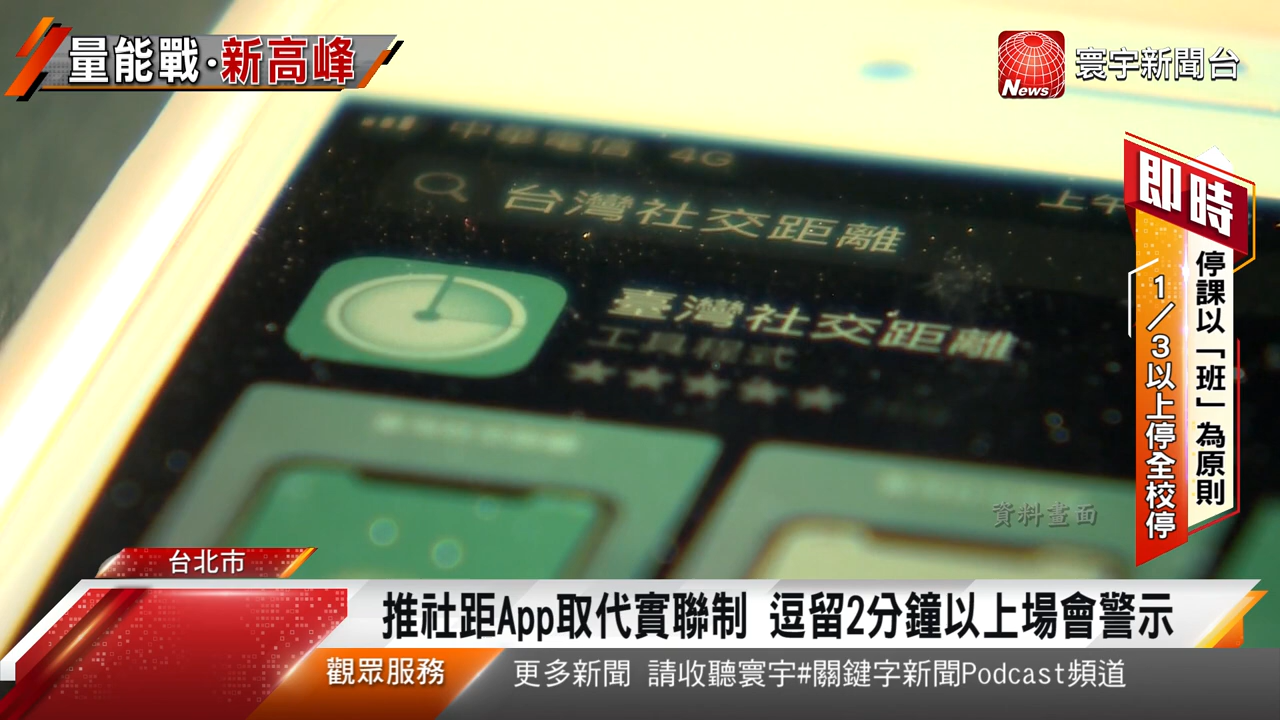 量能戰·新高峰
News
寰宇新聞台
即時
停課以「班」為原則
1/3以上停全校停
中華電信 4G
上午
台灣社交距離
臺灣社交距離
工具程式
資料畫面
台北市
推社距App取代實聯制 逗留2分鐘以上場會警示
觀眾服務
更多新聞 請收聽寰宇#關鍵字新聞Podcast頻道